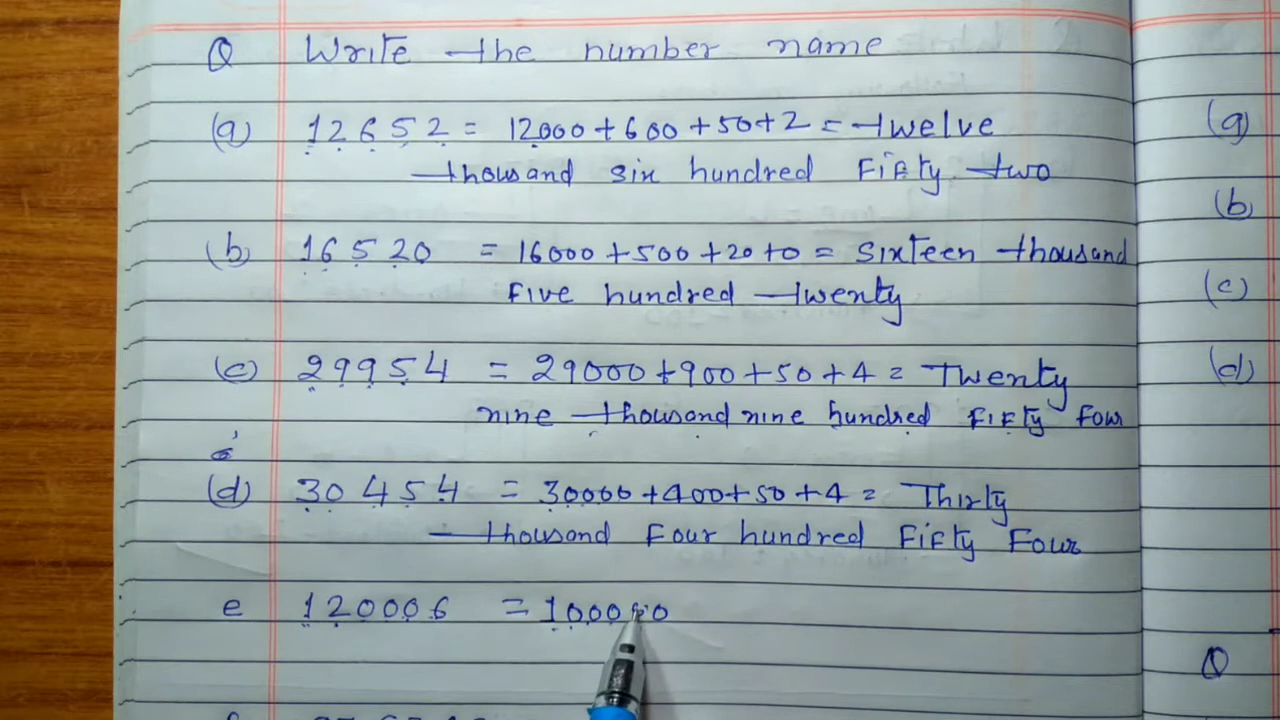 Q Write the number name
(a) 12652 = 12000+600+50+2 = twelve
thousand six hundred Fifty two
(b) 16520 = 16000+500+20+0 = sixteen thousand
Five hundred twenty
(c) 29954 = 29000+900+50+4 = Twenty
nine thousand nine hundred Fifty Four
(d) 30454 = 30000+400+50+4 = Thirty
thousand Four hundred Fifty Four
e 120006 = 100000
(a)
(b)
(c)
(d)
Q